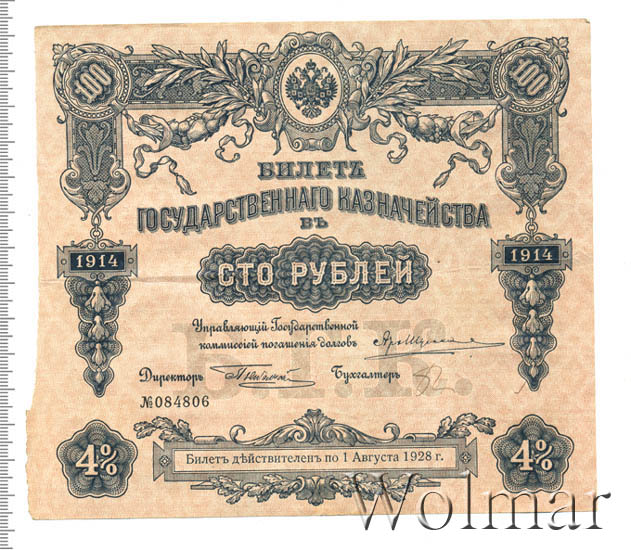 100 100
БИЛЕТЪ
ГОСУДАРСТВЕННАГО КАЗНАЧЕЙСТВА
ВЪ
1914 1914
СТО РУБЛЕЙ
Управляющій Государственной
коммиссіей погашенія долговъ
Директоръ Бухгалтеръ
№084806
4% 4%
Билетъ дѣйствителенъ по 1 Августа 1928 г.
Wolmar